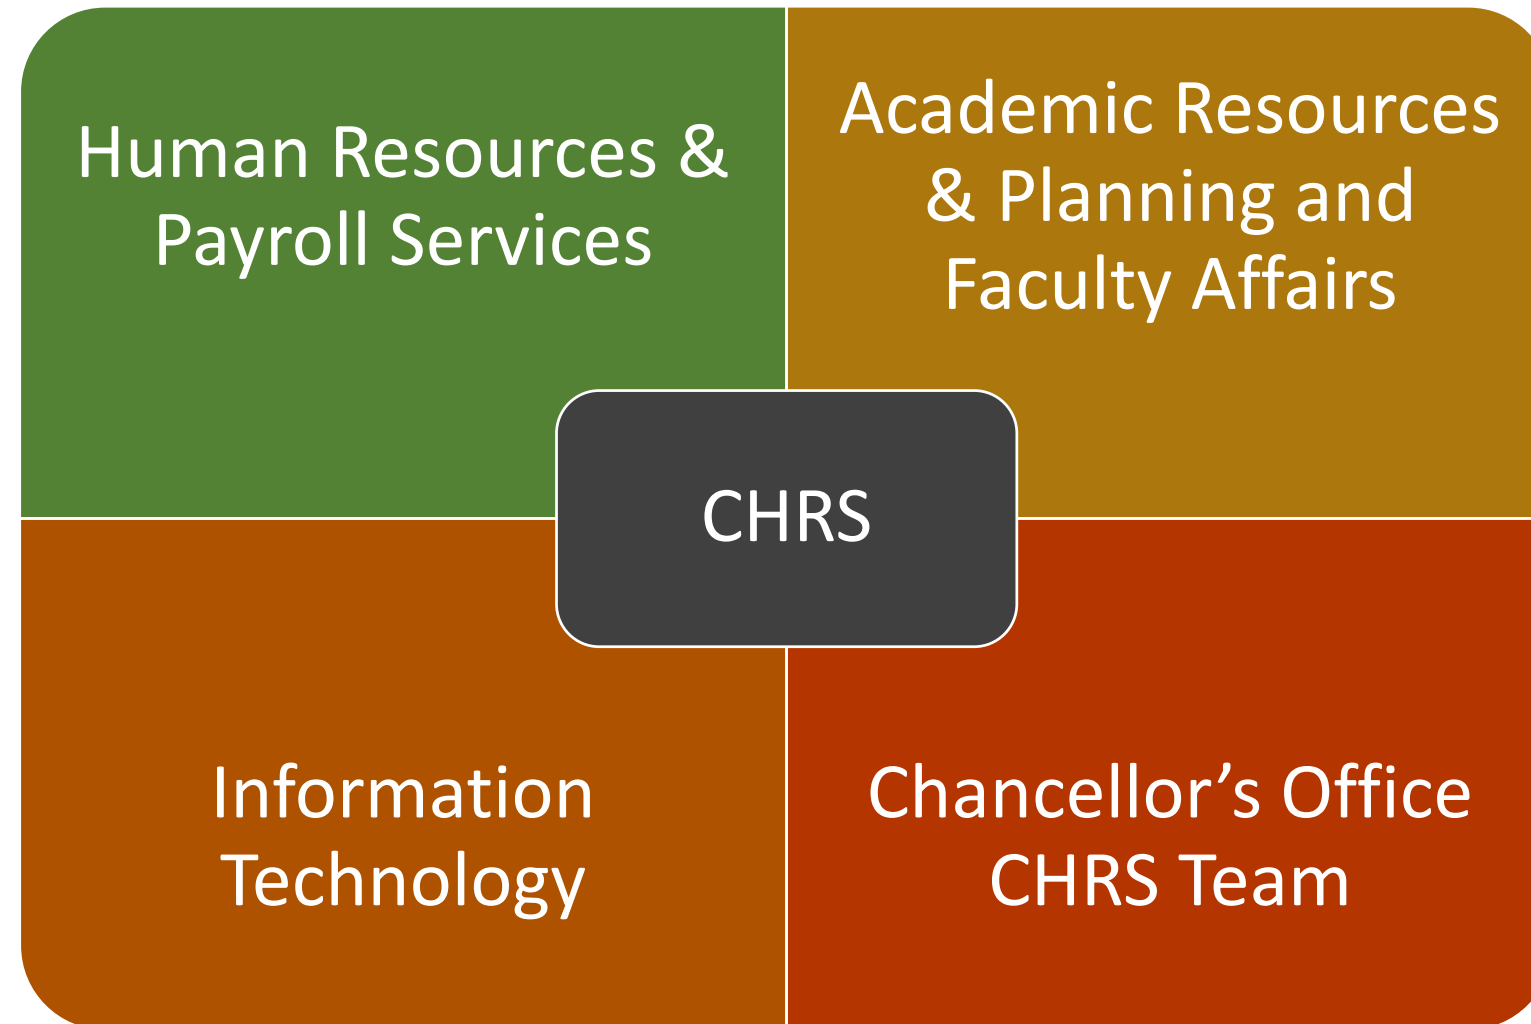 Human Resources &
Payroll Services
Academic Resources
& Planning and
Faculty Affairs
CHRS
Information
Technology
Chancellor’s Office
CHRS Team